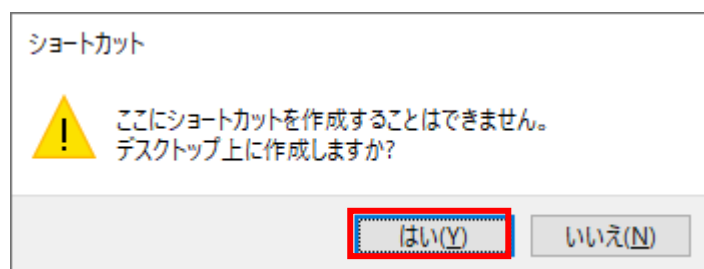 ショートカット
ここにショートカットを作成することはできません。
デスクトップ上に作成しますか?
はい(Y) いいえ(N)